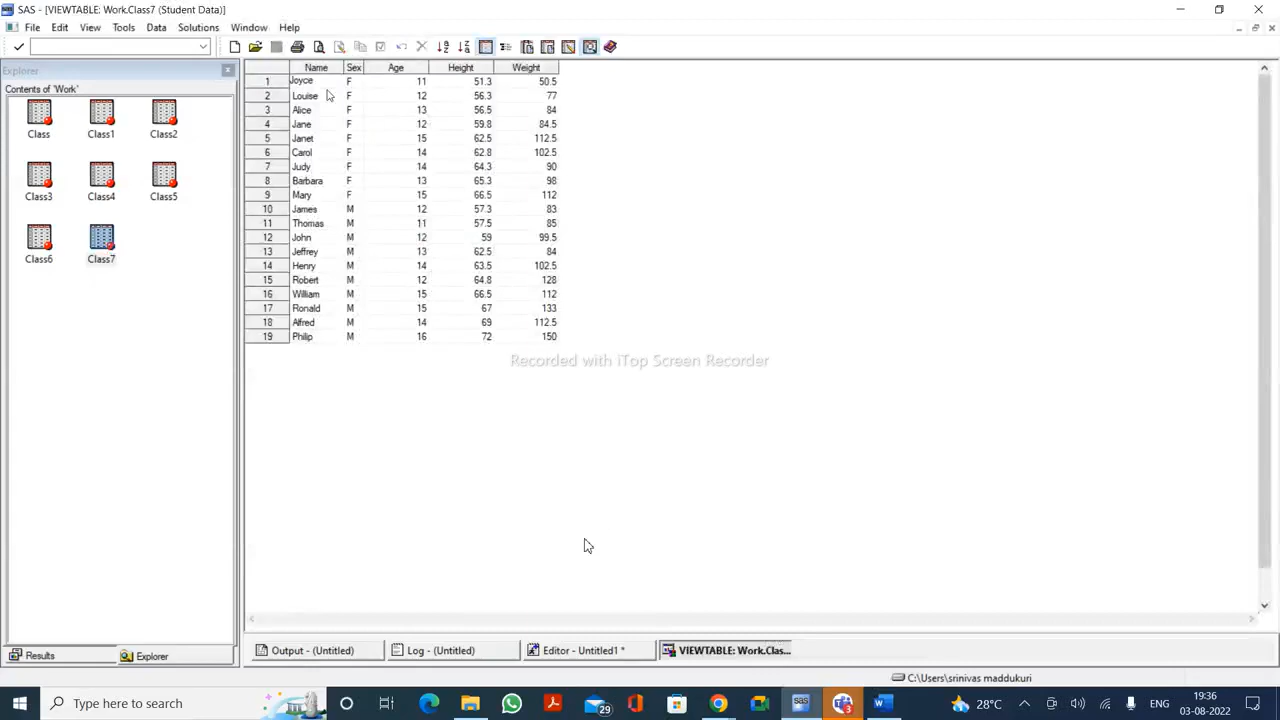 SAS - [VIEWTABLE: Work.Class7 (Student Data)]
File Edit View Tools Data Solutions Window Help
Explorer
Contents of 'Work'
Class Class1 Class2
Class3 Class4 Class5
Class6 Class7
Name Sex Age Height Weight
1 Joyce F 11 51.3 50.5
2 Louise F 12 56.3 77
3 Alice F 13 56.5 84
4 Jane F 12 59.8 84.5
5 Janet F 15 62.5 112.5
6 Carol F 14 62.8 102.5
7 Judy F 14 64.3 90
8 Barbara F 13 65.3 98
9 Mary F 15 66.5 112
10 James M 12 57.3 83
11 Thomas M 11 57.5 85
12 John M 12 59 99.5
13 Jeffrey M 13 62.5 84
14 Henry M 14 63.5 102.5
15 Robert M 12 64.8 128
16 William M 15 66.5 112
17 Ronald M 15 67 133
18 Alfred M 14 69 112.5
19 Philip M 16 72 150
Recorded with iTop Screen Recorder
Results Explorer
Output - (Untitled) Log - (Untitled) Editor - Untitled1 * VIEWTABLE: Work.Clas...
C:\Users\srinivas maddukuri
Type here to search
29
sas
3
28°C
ENG
19:36
03-08-2022